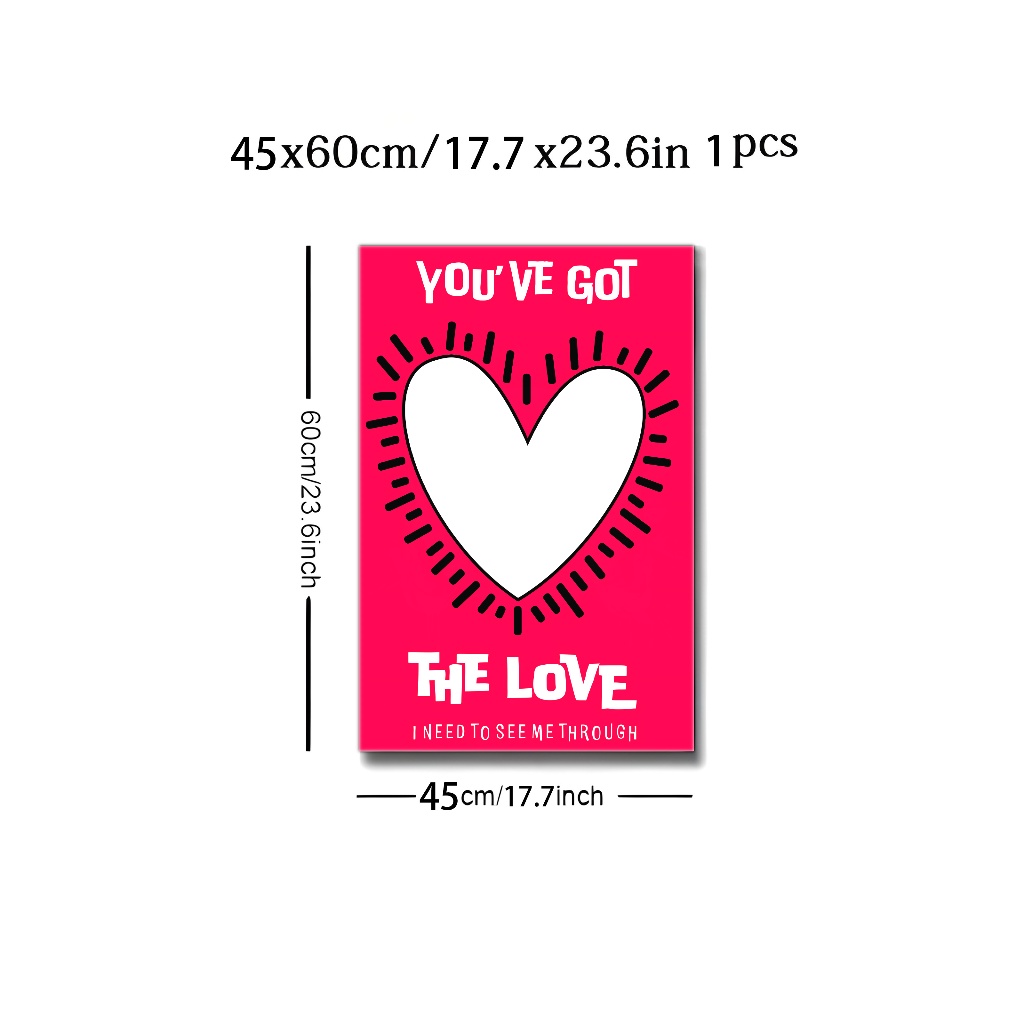 45x60cm/17.7 x23.6in 1pcs
YOU'VE GOT
60cm/23.6inch
THE LOVE
I NEED TO SEE ME THROUGH
45cm/17.7inch